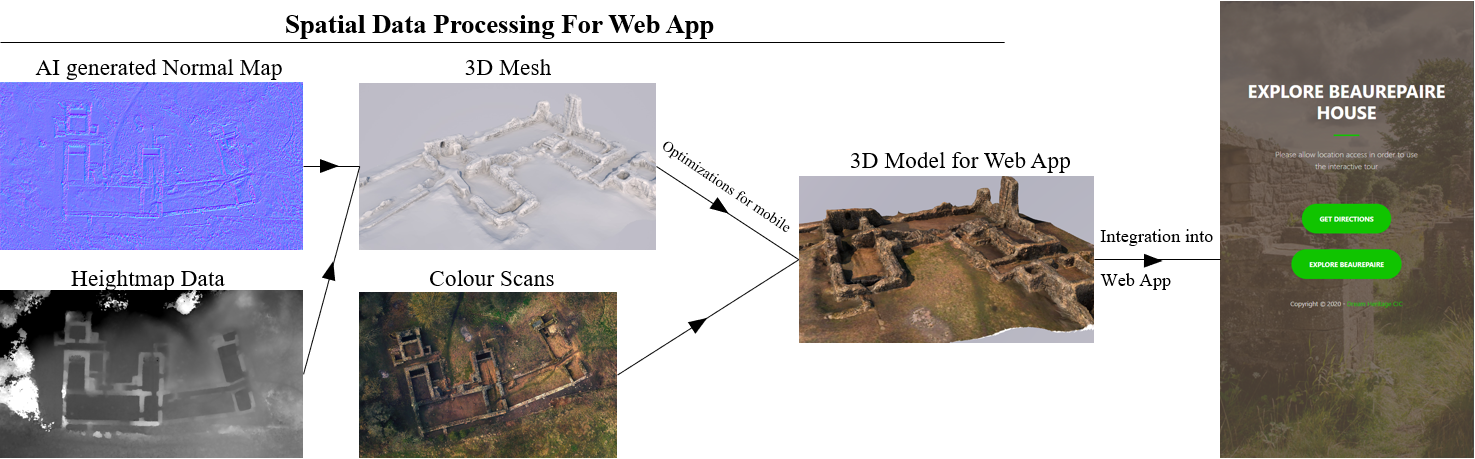 Spatial Data Processing For Web App
AI generated Normal Map
3D Mesh
Heightmap Data
Colour Scans
Optimizations for mobile
3D Model for Web App
Integration into
Web App
EXPLORE BEAUREPAIRE
HOUSE
Please allow location access in order to use
the interactive tour
GET DIRECTIONS
EXPLORE BEAUREPAIRE
Copyright © 2020 - Heritage CIC